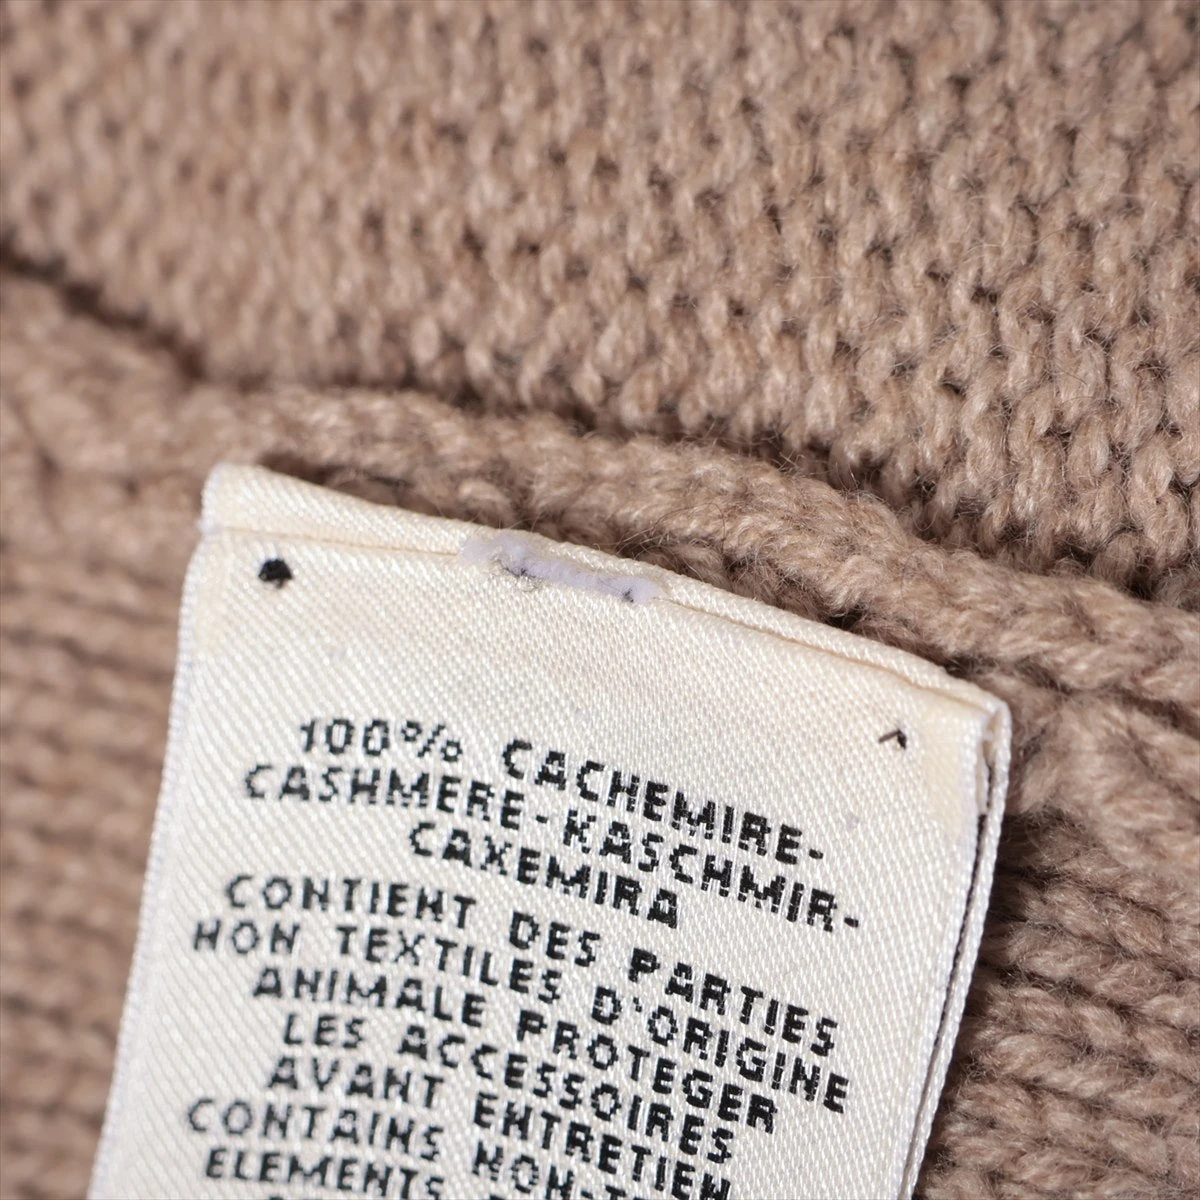 100% CACHEMIRE-
CASHMERE-KASCHMIR-
CAXEMIRA
CONTIENT DES PARTIES
NON TEXTILES D'ORIGINE
ANIMALE PROTEGER
LES ACCESSOIRES
AVANT ENTRETIEN
CONTAINS NON-
ELEMENTS